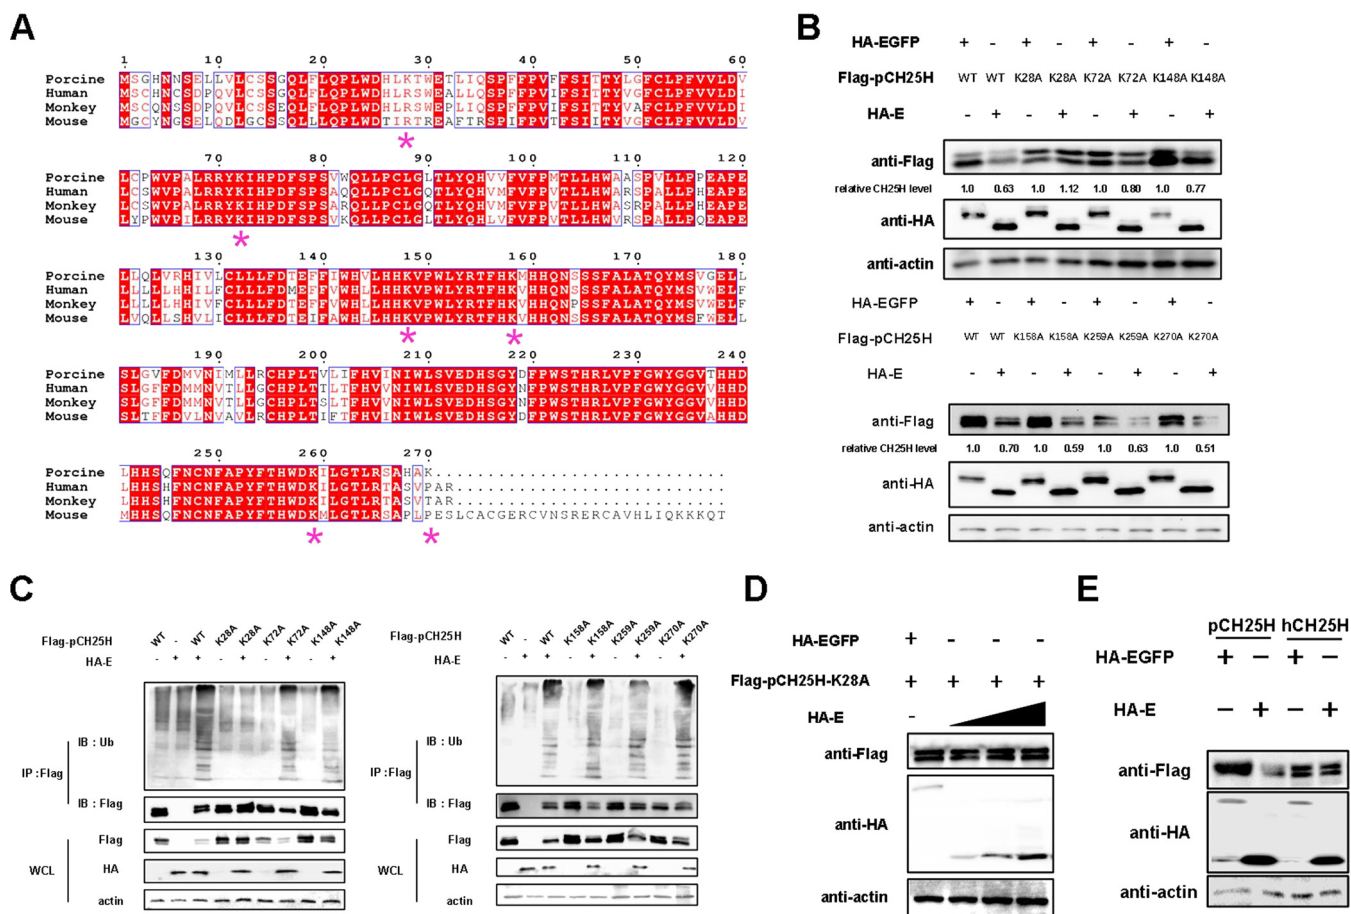 A
1 10 20 30 40 50 60
Porcine MSGHNNSELLVLCSSGQLFLQPLWDHLKTWETLIQSPFFPVFFSITTYLGFCLPFVVLDV
Human MSCHNCSDPQVLCSSGQLFLQPLWDHLRSWEALLQSPFFPVIFSITTYVGFCLPFVVLDI
Monkey MSCQNSSDPQVLCSSEQLFLQPLWDHLRSWEPLIQSPFFPVIFSITTYVAFCLPFVVLDV
Mouse MGCYNGSELQDLGCSSQLLLQPLWDTIRTREAFTRSPIFPVTFSIITYVGFCLPFVVLDV
*
70 80 90 100 110 120
Porcine LCPWVPALRRYKIHPDFSPSVWQLLPCLGLTLYQHVVFVFPMTLLHWAASPVLLPPEAPE
Human LCSWVPALRRYKIHPDFSPSAQQLLPCLGQTLYQHVMFVFPVTLLHWARSPALLPHEAPE
Monkey LCPWVPALRRYKIHPDFSPSARQLLPCLGQTLYQHVMFVFPVTLLHWASRPALLPHEAPE
Mouse LYPWVPILRRYKIHPDFSPSVKQLLPCLGLTLYQHLVFVFPVTLLHWVRSPALLPQEAPE
*
130 140 150 160 170 180
Porcine LLQLVRHIVLCLLLFDTEFFIWHVLHHKVPWLYRTFHKMHHQNSSSFALATQYMSVGELL
Human LLLLLHHILFCLLLFDMEFFVWHLLHHKVPWLYRTFHKVHHQNSSSFALATQYMSVWELF
Monkey LLLLLHHILFCLLLFDTEFFVWHLLHHKVPWLYRTFHKVHHQNPSSFALATQYMSVWELF
Mouse LVQLLSHVLICLLLFDTEIFAWHLLHHKVPWLYRTFHKVHHQNSSSFALATQYMSFWELL
* *
190 200 210 220 230 240
Porcine SLGVFDMVNIMLLRCHPLTVLIFHVINIWLSVEDHSGYDFPWSTHRLVPFGWYGGVTHHD
Human SLGFFDMMNVTLLGCHPLTTLTFHVVNIWLSVEDHSGYNFPWSTHRLVPFGWYGGVVHHD
Monkey SLGFFDMMNVTLLGCHPLTTLTFHVVNIWLSVEDHSGYNFPWSTHRLVPFGWYGGVVHHD
Mouse SLTFFDVLNVAVLRCHPLTIFTFHVINIWLSVEDHSGYNFPWSTHRLVPFGWYGGVAHHD
250 260 270
Porcine LHHSQFNCNFAPYFTHWDKILGTLRSAHAK..............................
Human LHHSHFNCNFAPYFTHWDKILGTLRTASVPAR............................
Monkey LHHSHFNCNFAPYFTHWDKILGTLRTASVTAR............................
Mouse MHHSQFNCNFAPYFTHWDKMLGTLRSAPLPESLCACGERCVNSRERCAVHLIQKKKQT
* *
B
HA-EGFP + - + - + - + -
Flag-pCH25H WT WT K28A K28A K72A K72A K148A K148A
HA-E - + - + - + - +
anti-Flag
relative CH25H level 1.0 0.63 1.0 1.12 1.0 0.80 1.0 0.77
anti-HA
anti-actin
HA-EGFP + - + - + - + -
Flag-pCH25H WT WT K158A K158A K259A K259A K270A K270A
HA-E - + - + - + - +
anti-Flag
relative CH25H level 1.0 0.70 1.0 0.59 1.0 0.63 1.0 0.51
anti-HA
anti-actin
C
Flag-pCH25H WT - WT K28A K28A K72A K72A K148A K148A
HA-E - + + - + - + - +
IB : Ub
IP :Flag
IB : Flag
Flag
WCL HA
actin
Flag-pCH25H WT - WT K158A K158A K259A K259A K270A K270A
HA-E - + + - + - + - +
IB : Ub
IP :Flag
IB : Flag
Flag
WCL HA
actin
D
HA-EGFP + - - -
Flag-pCH25H-K28A + + + +
HA-E -
anti-Flag
anti-HA
anti-actin
E
pCH25H hCH25H
HA-EGFP + - + -
HA-E - + - +
anti-Flag
anti-HA
anti-actin